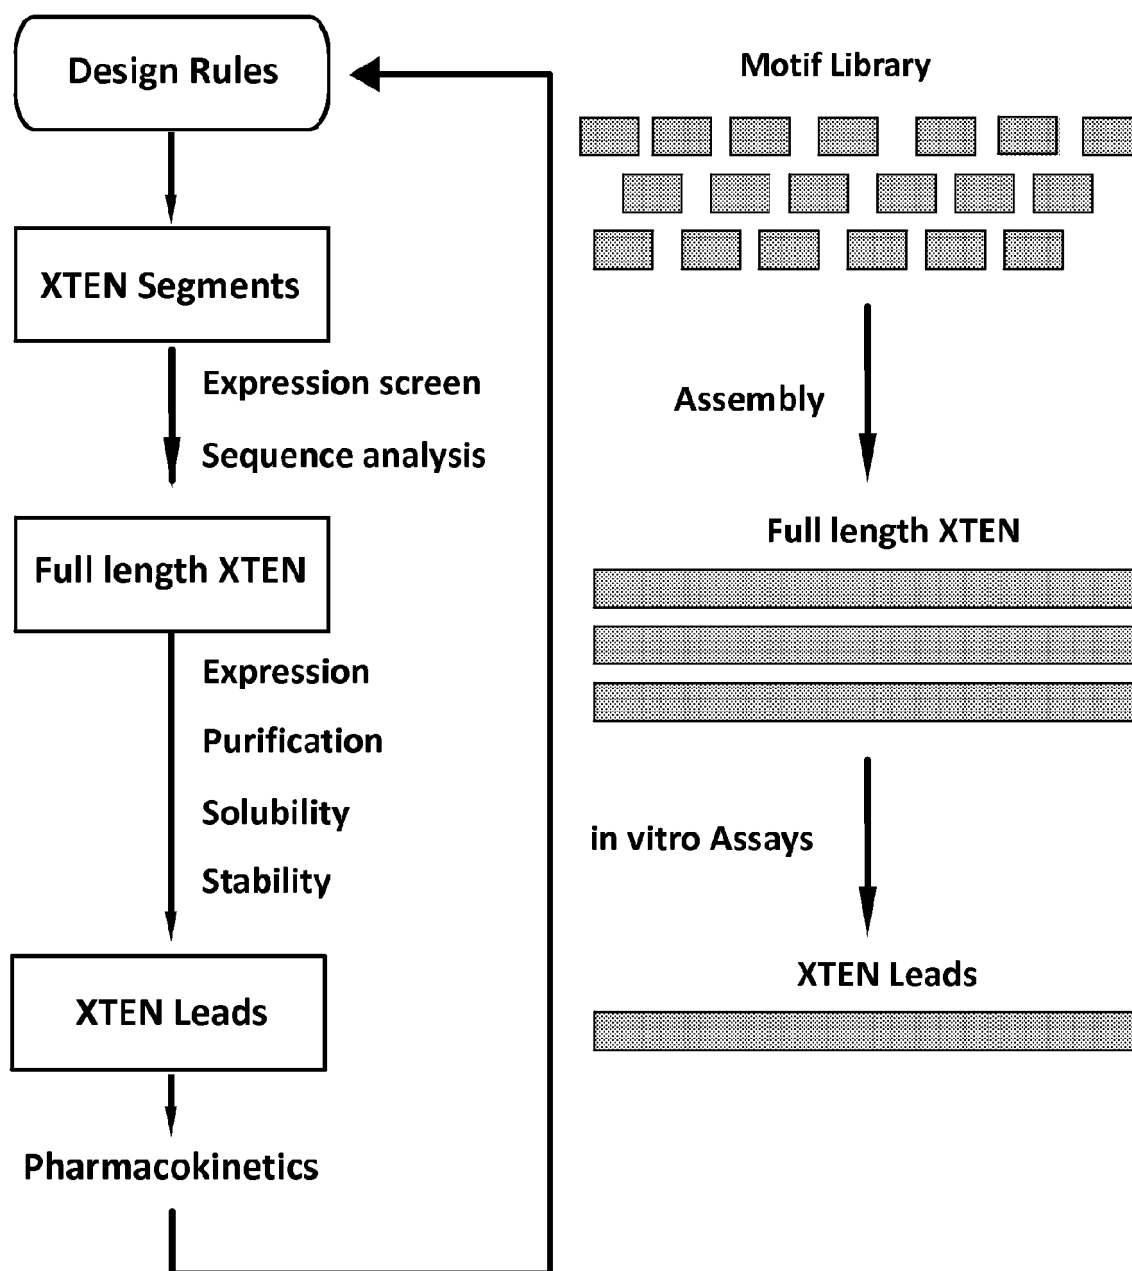 Design Rules
XTEN Segments
Expression screen
Sequence analysis
Full length XTEN
Expression
Purification
Solubility
Stability
XTEN Leads
Pharmacokinetics
Motif Library
Assembly
Full length XTEN
in vitro Assays
XTEN Leads